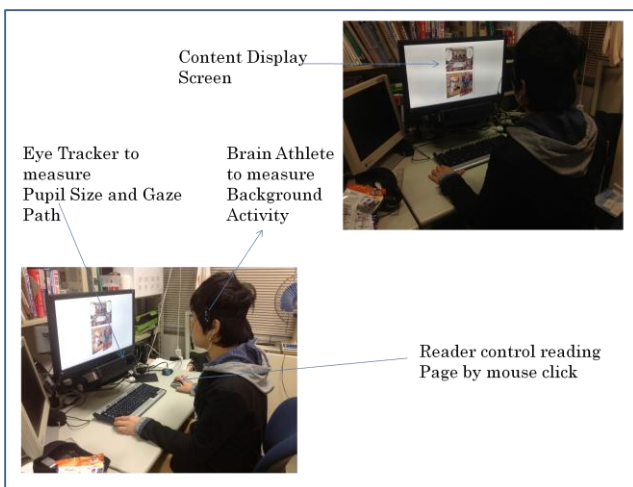 Content Display
Screen
Eye Tracker to
measure
Pupil Size and Gaze
Path
Brain Athlete
to measure
Background
Activity
Reader control reading
Page by mouse click